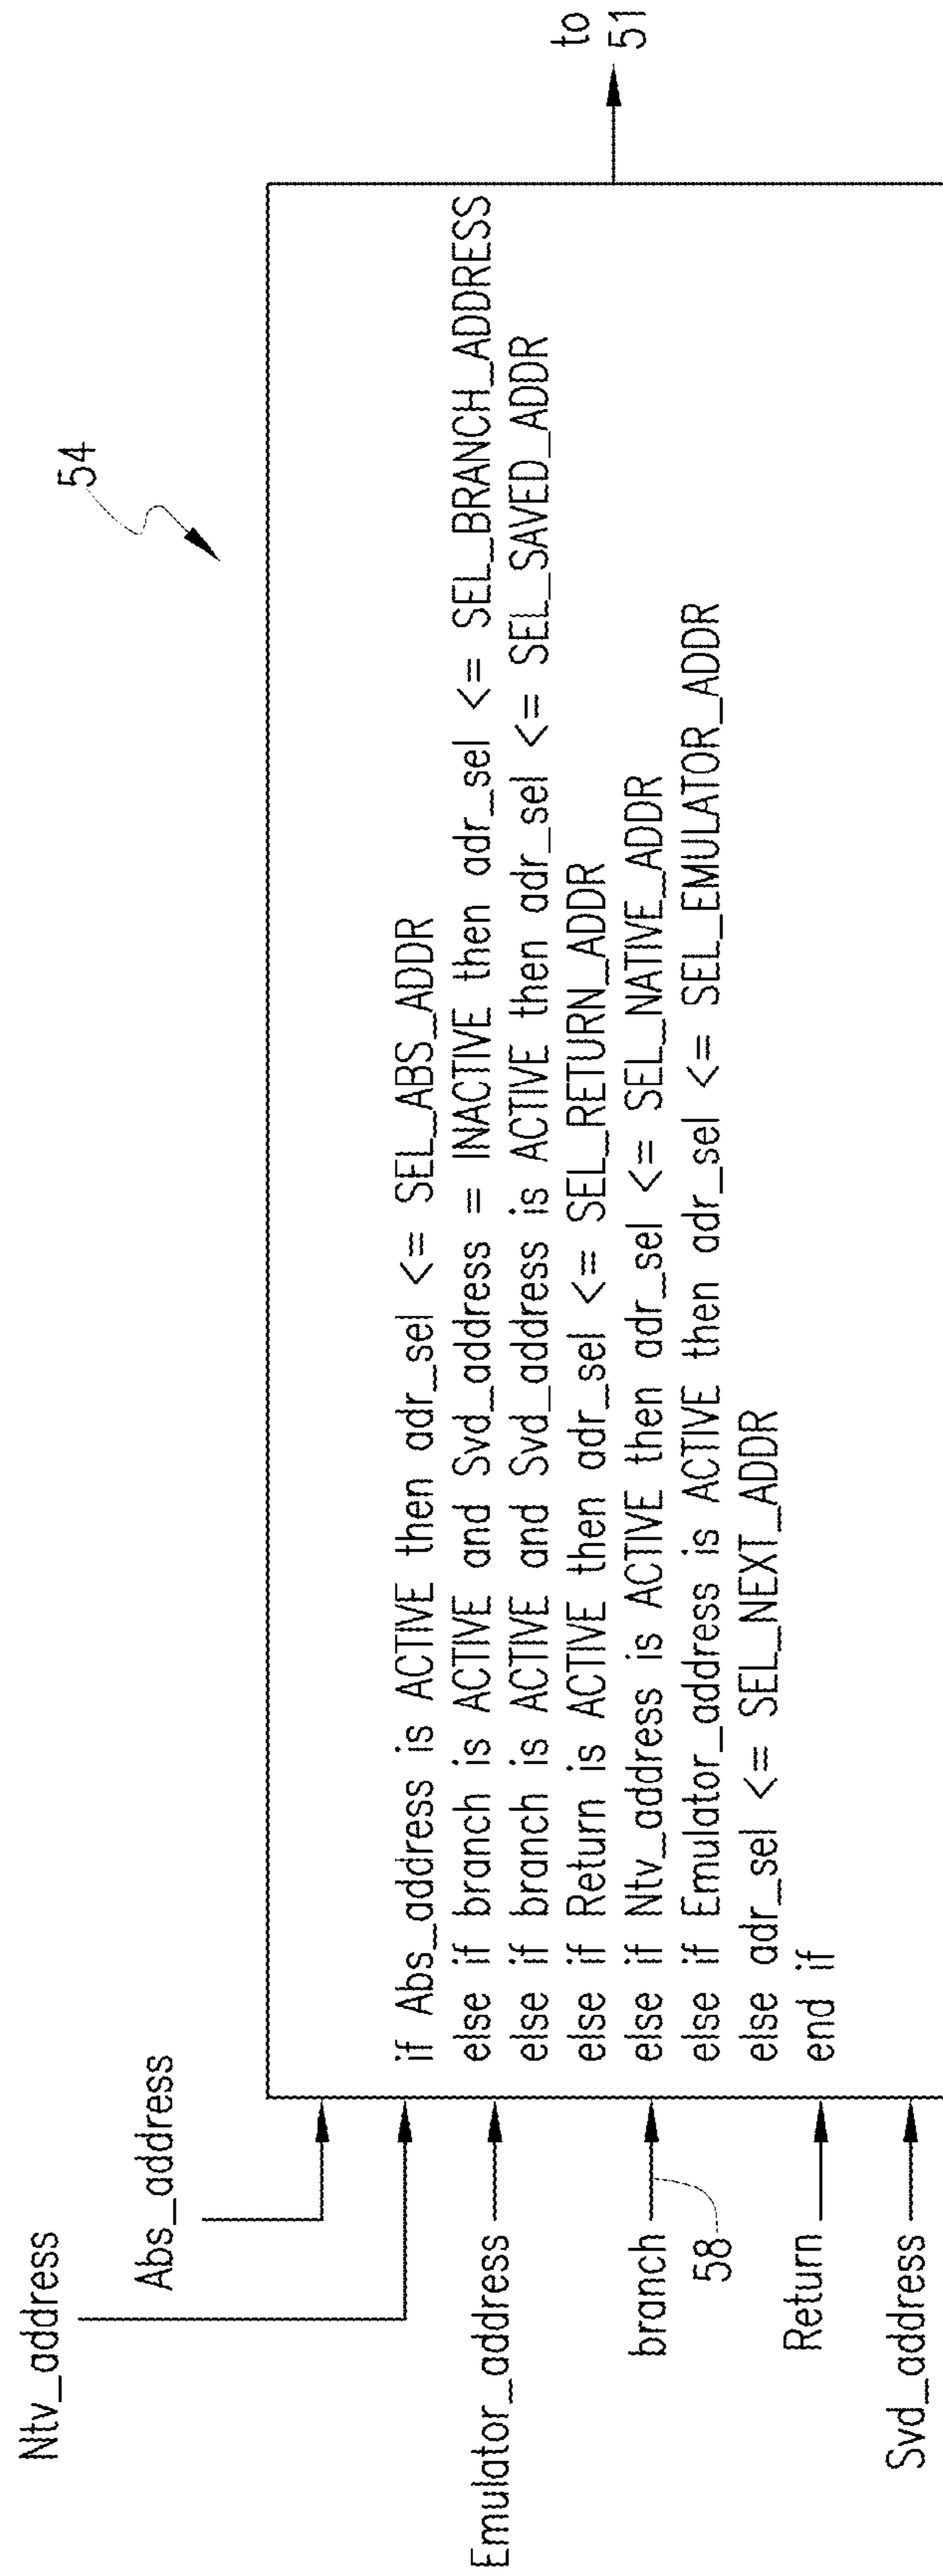 54
Ntv_address
Abs_address
Emulator_address
branch
58
Return
Svd_address
if Abs_address is ACTIVE then adr_sel <= SEL_ABS_ADDR
else if branch is ACTIVE and Svd_address = INACTIVE then adr_sel <= SEL_BRANCH_ADDRESS
else if branch is ACTIVE and Svd_address is ACTIVE then adr_sel <= SEL_SAVED_ADDR
else if Return is ACTIVE then adr_sel <= SEL_RETURN_ADDR
else if Ntv_address is ACTIVE then adr_sel <= SEL_NATIVE_ADDR
else if Emulator_address is ACTIVE then adr_sel <= SEL_EMULATOR_ADDR
else adr_sel <= SEL_NEXT_ADDR
end if
to
51